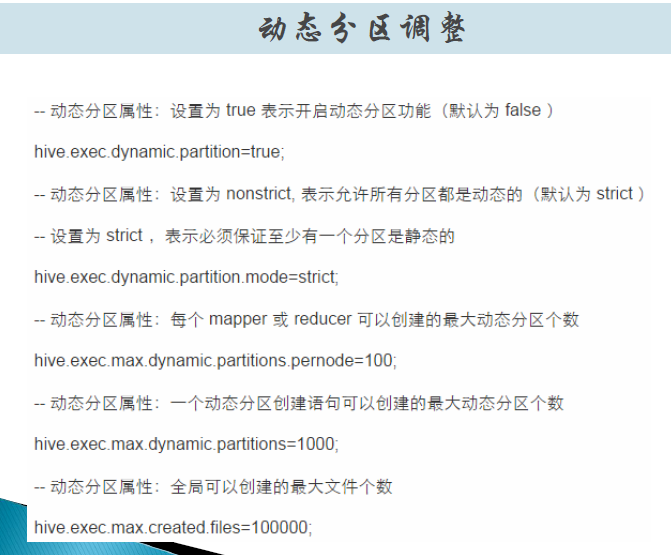 动态分区调整
-- 动态分区属性：设置为 true 表示开启动态分区功能（默认为 false ）
hive.exec.dynamic.partition=true;
-- 动态分区属性：设置为 nonstrict, 表示允许所有分区都是动态的（默认为 strict ）
-- 设置为 strict ，表示必须保证至少有一个分区是静态的
hive.exec.dynamic.partition.mode=strict;
-- 动态分区属性：每个 mapper 或 reducer 可以创建的最大动态分区个数
hive.exec.max.dynamic.partitions.pernode=100;
-- 动态分区属性：一个动态分区创建语句可以创建的最大动态分区个数
hive.exec.max.dynamic.partitions=1000;
-- 动态分区属性：全局可以创建的最大文件个数
hive.exec.max.created.files=100000;